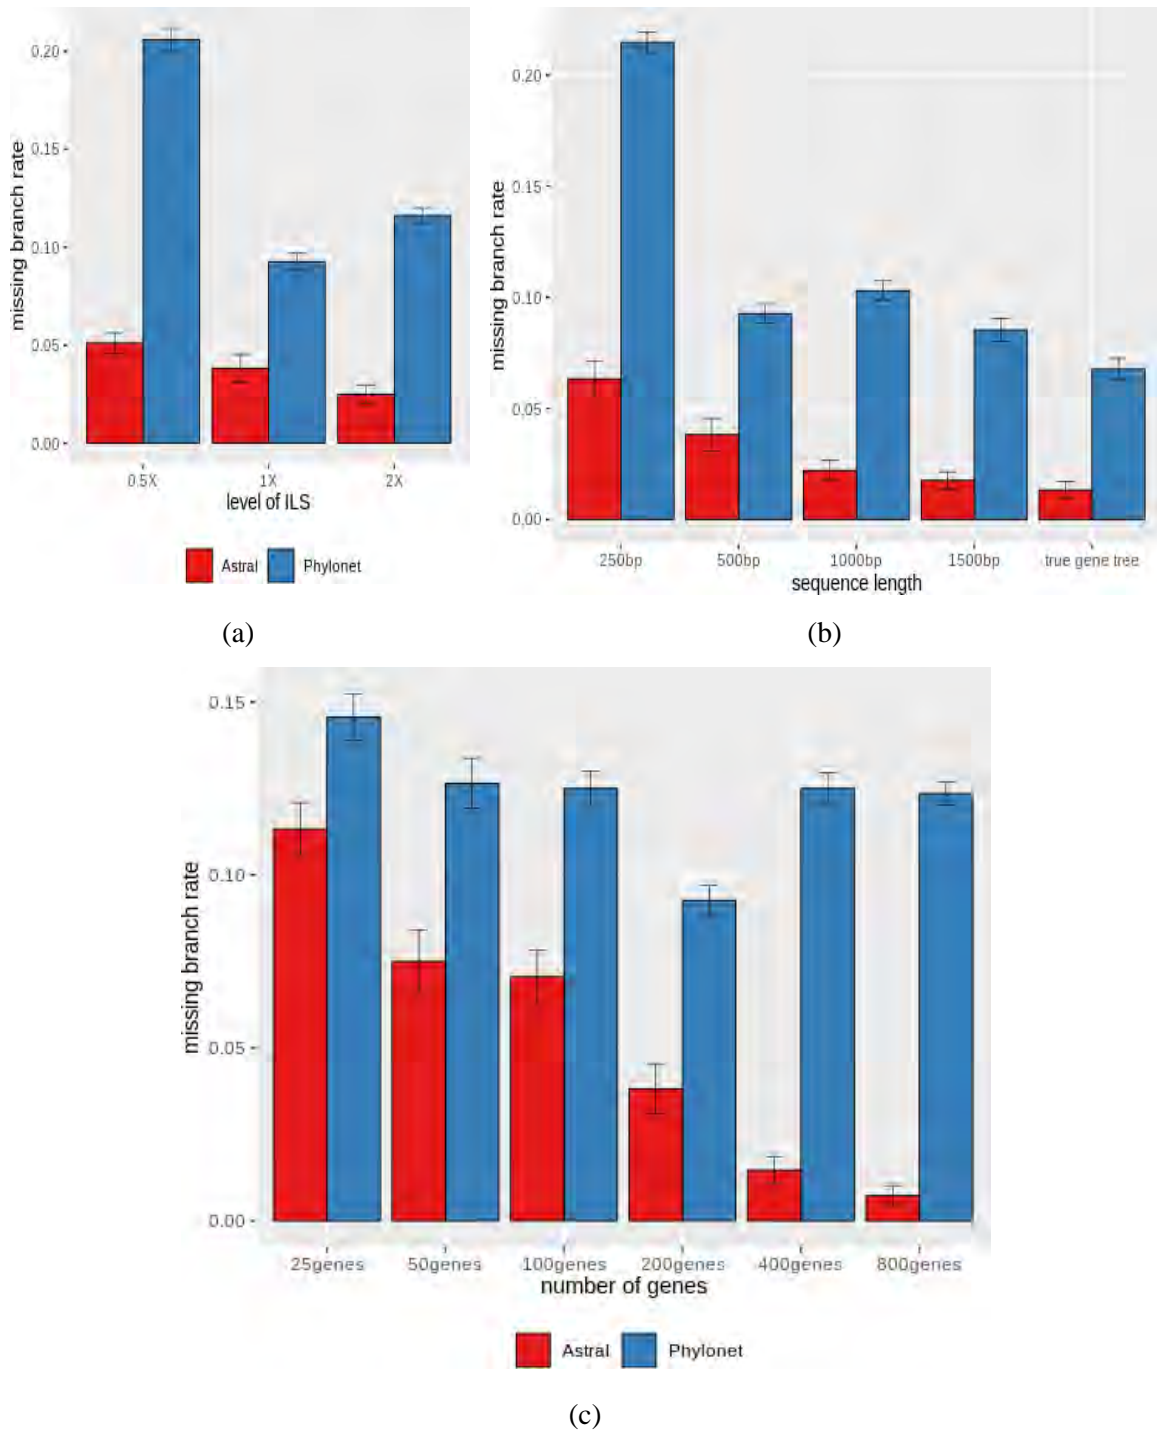 missing branch rate
0.20
0.15
0.10
0.05
0.00
0.5X 1X 2X
level of ILS
Astral Phylonet
(a)
missing branch rate
0.20
0.15
0.10
0.05
0.00
250bp 500bp 1000bp 1500bp true gene tree
sequence length
(b)
missing branch rate
0.15
0.10
0.05
0.00
25genes 50genes 100genes 200genes 400genes 800genes
number of genes
Astral Phylonet
(c)